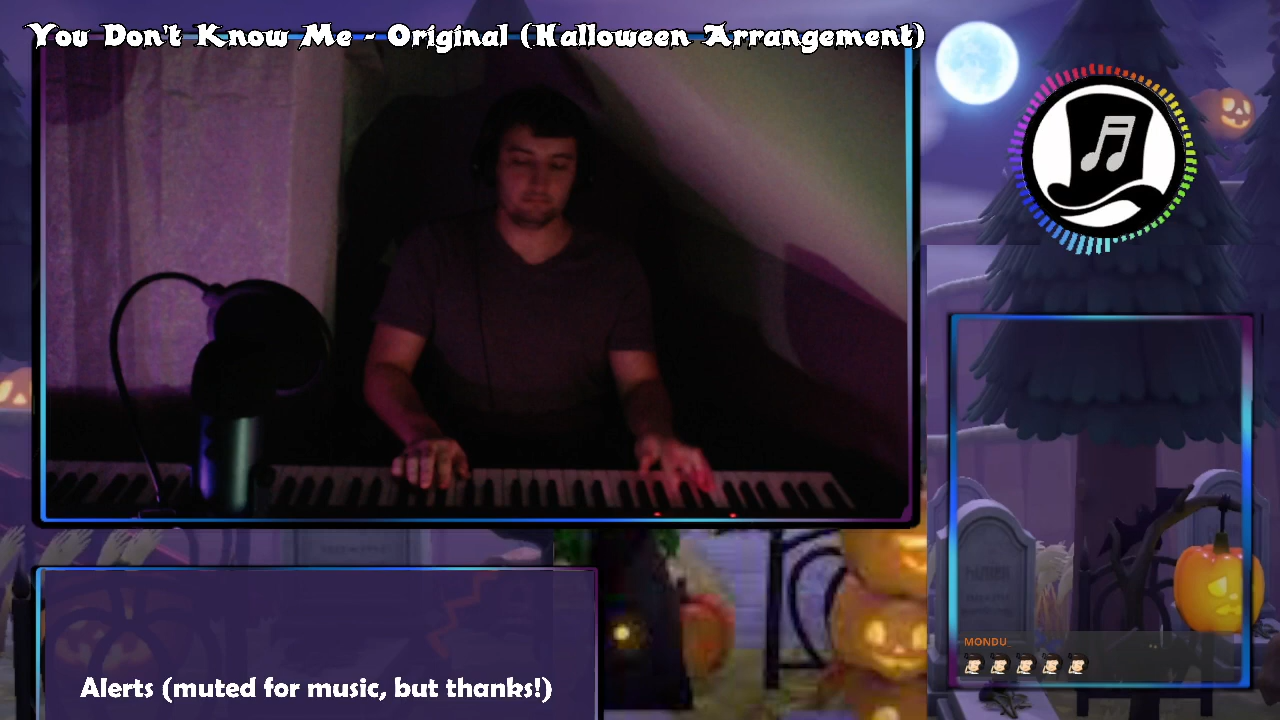 You Don't Know Me - Original (Halloween Arrangement)
MONDU
Alerts (muted for music, but thanks!)